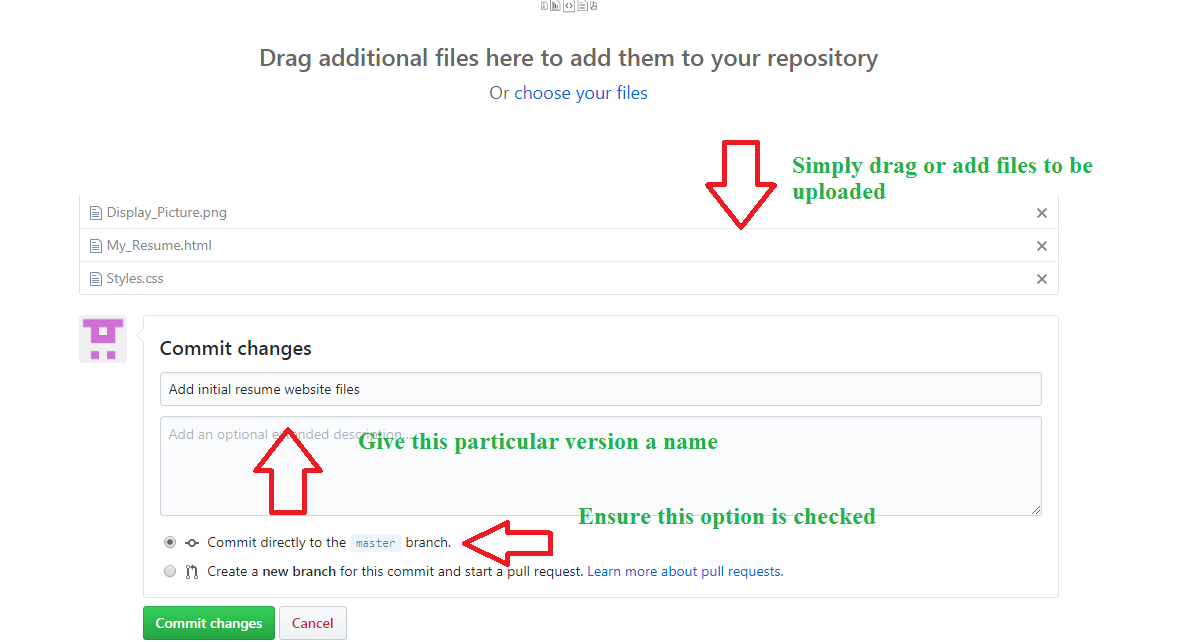 Drag additional files here to add them to your repository
Or choose your files
Simply drag or add files to be
uploaded
Display_Picture.png
My_Resume.html
Styles.css
Commit changes
Add initial resume website files
Add an optional extended description...
Give this particular version a name
Ensure this option is checked
Commit directly to the master branch.
Create a new branch for this commit and start a pull request. Learn more about pull requests.
Commit changes
Cancel